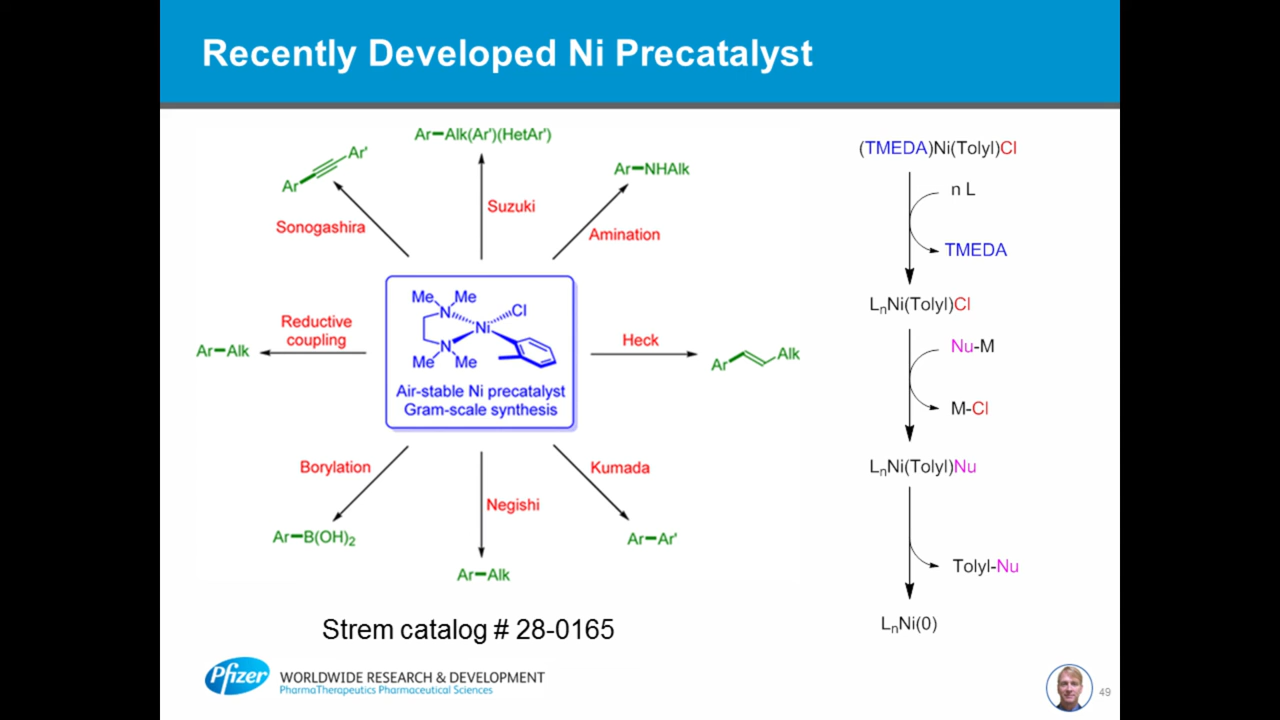 Recently Developed Ni Precatalyst
Ar–Alk(Ar')(HetAr')
Ar'
Ar
Ar–NHAlk
Sonogashira
Suzuki
Amination
Me Me
Cl
N
Ni
N
Me Me
Air-stable Ni precatalyst
Gram-scale synthesis
Reductive
coupling
Ar–Alk
Heck
Ar
Alk
Borylation
Negishi
Kumada
Ar–B(OH)₂
Ar–Alk
Ar–Ar'
Strem catalog # 28-0165
(TMEDA)Ni(Tolyl)Cl
n L
TMEDA
LₙNi(Tolyl)Cl
Nu-M
M-Cl
LₙNi(Tolyl)Nu
Tolyl-Nu
LₙNi(0)
Pfizer
WORLDWIDE RESEARCH & DEVELOPMENT
PharmaTherapeutics Pharmaceutical Sciences
49